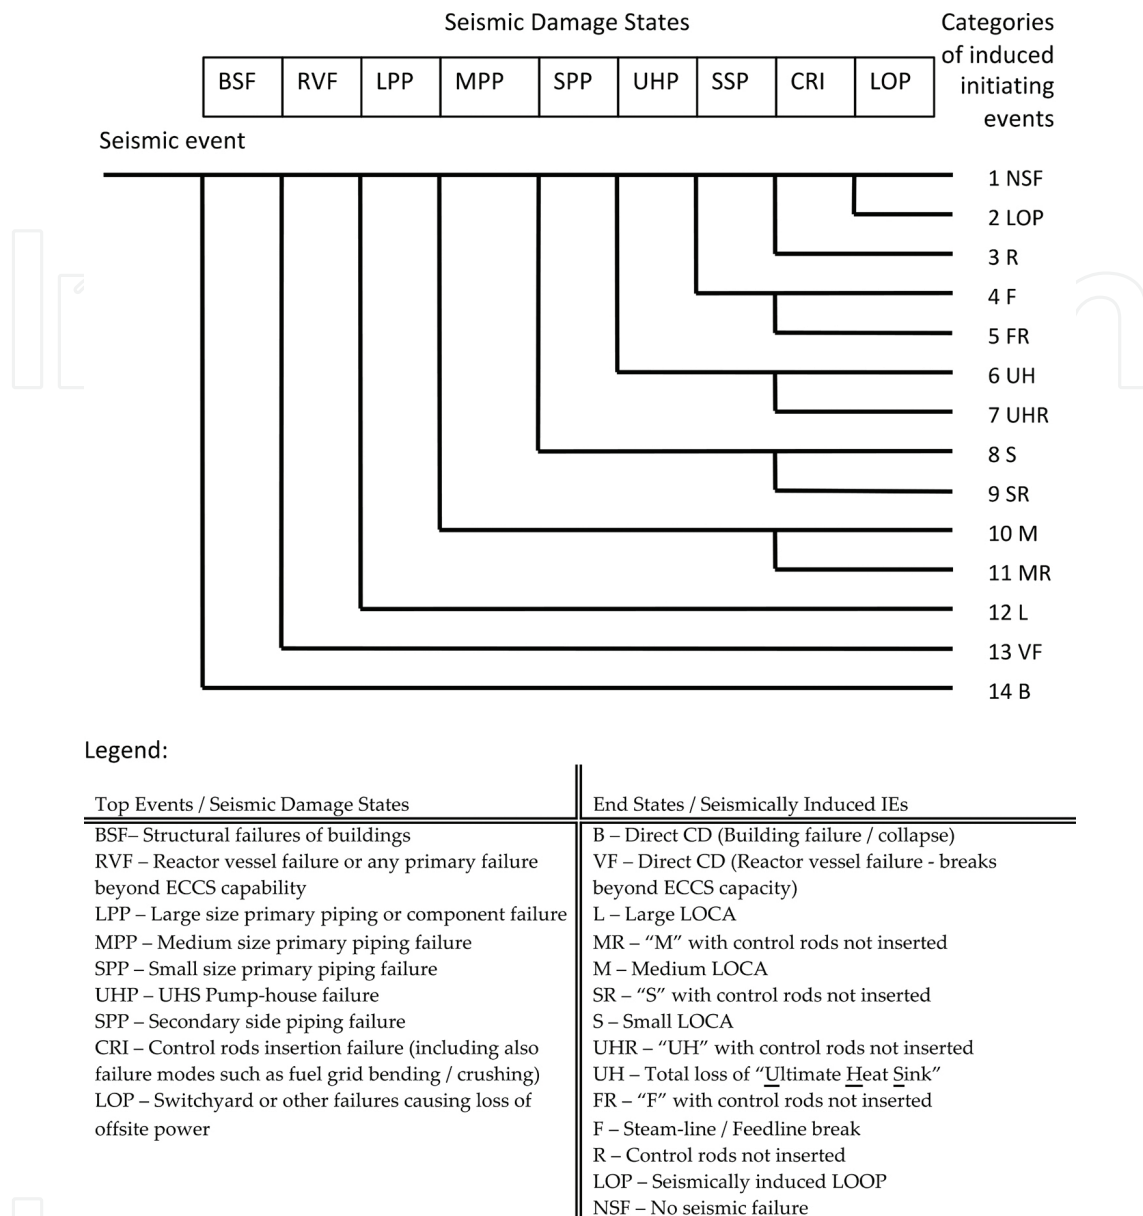 Seismic Damage States
Categories
of induced
initiating
events
BSF RVF LPP MPP SPP UHP SSP CRI LOP
Seismic event
1 NSF
2 LOP
3 R
4 F
5 FR
6 UH
7 UHR
8 S
9 SR
10 M
11 MR
12 L
13 VF
14 B
Legend:
Top Events / Seismic Damage States
BSF– Structural failures of buildings
RVF – Reactor vessel failure or any primary failure
beyond ECCS capability
LPP – Large size primary piping or component failure
MPP – Medium size primary piping failure
SPP – Small size primary piping failure
UHP – UHS Pump-house failure
SPP – Secondary side piping failure
CRI – Control rods insertion failure (including also
failure modes such as fuel grid bending / crushing)
LOP – Switchyard or other failures causing loss of
offsite power
End States / Seismically Induced IEs
B – Direct CD (Building failure / collapse)
VF – Direct CD (Reactor vessel failure - breaks
beyond ECCS capacity)
L – Large LOCA
MR – “M” with control rods not inserted
M – Medium LOCA
SR – “S” with control rods not inserted
S – Small LOCA
UHR – “UH” with control rods not inserted
UH – Total loss of “Ultimate Heat Sink”
FR – “F” with control rods not inserted
F – Steam-line / Feedline break
R – Control rods not inserted
LOP – Seismically induced LOOP
NSF – No seismic failure